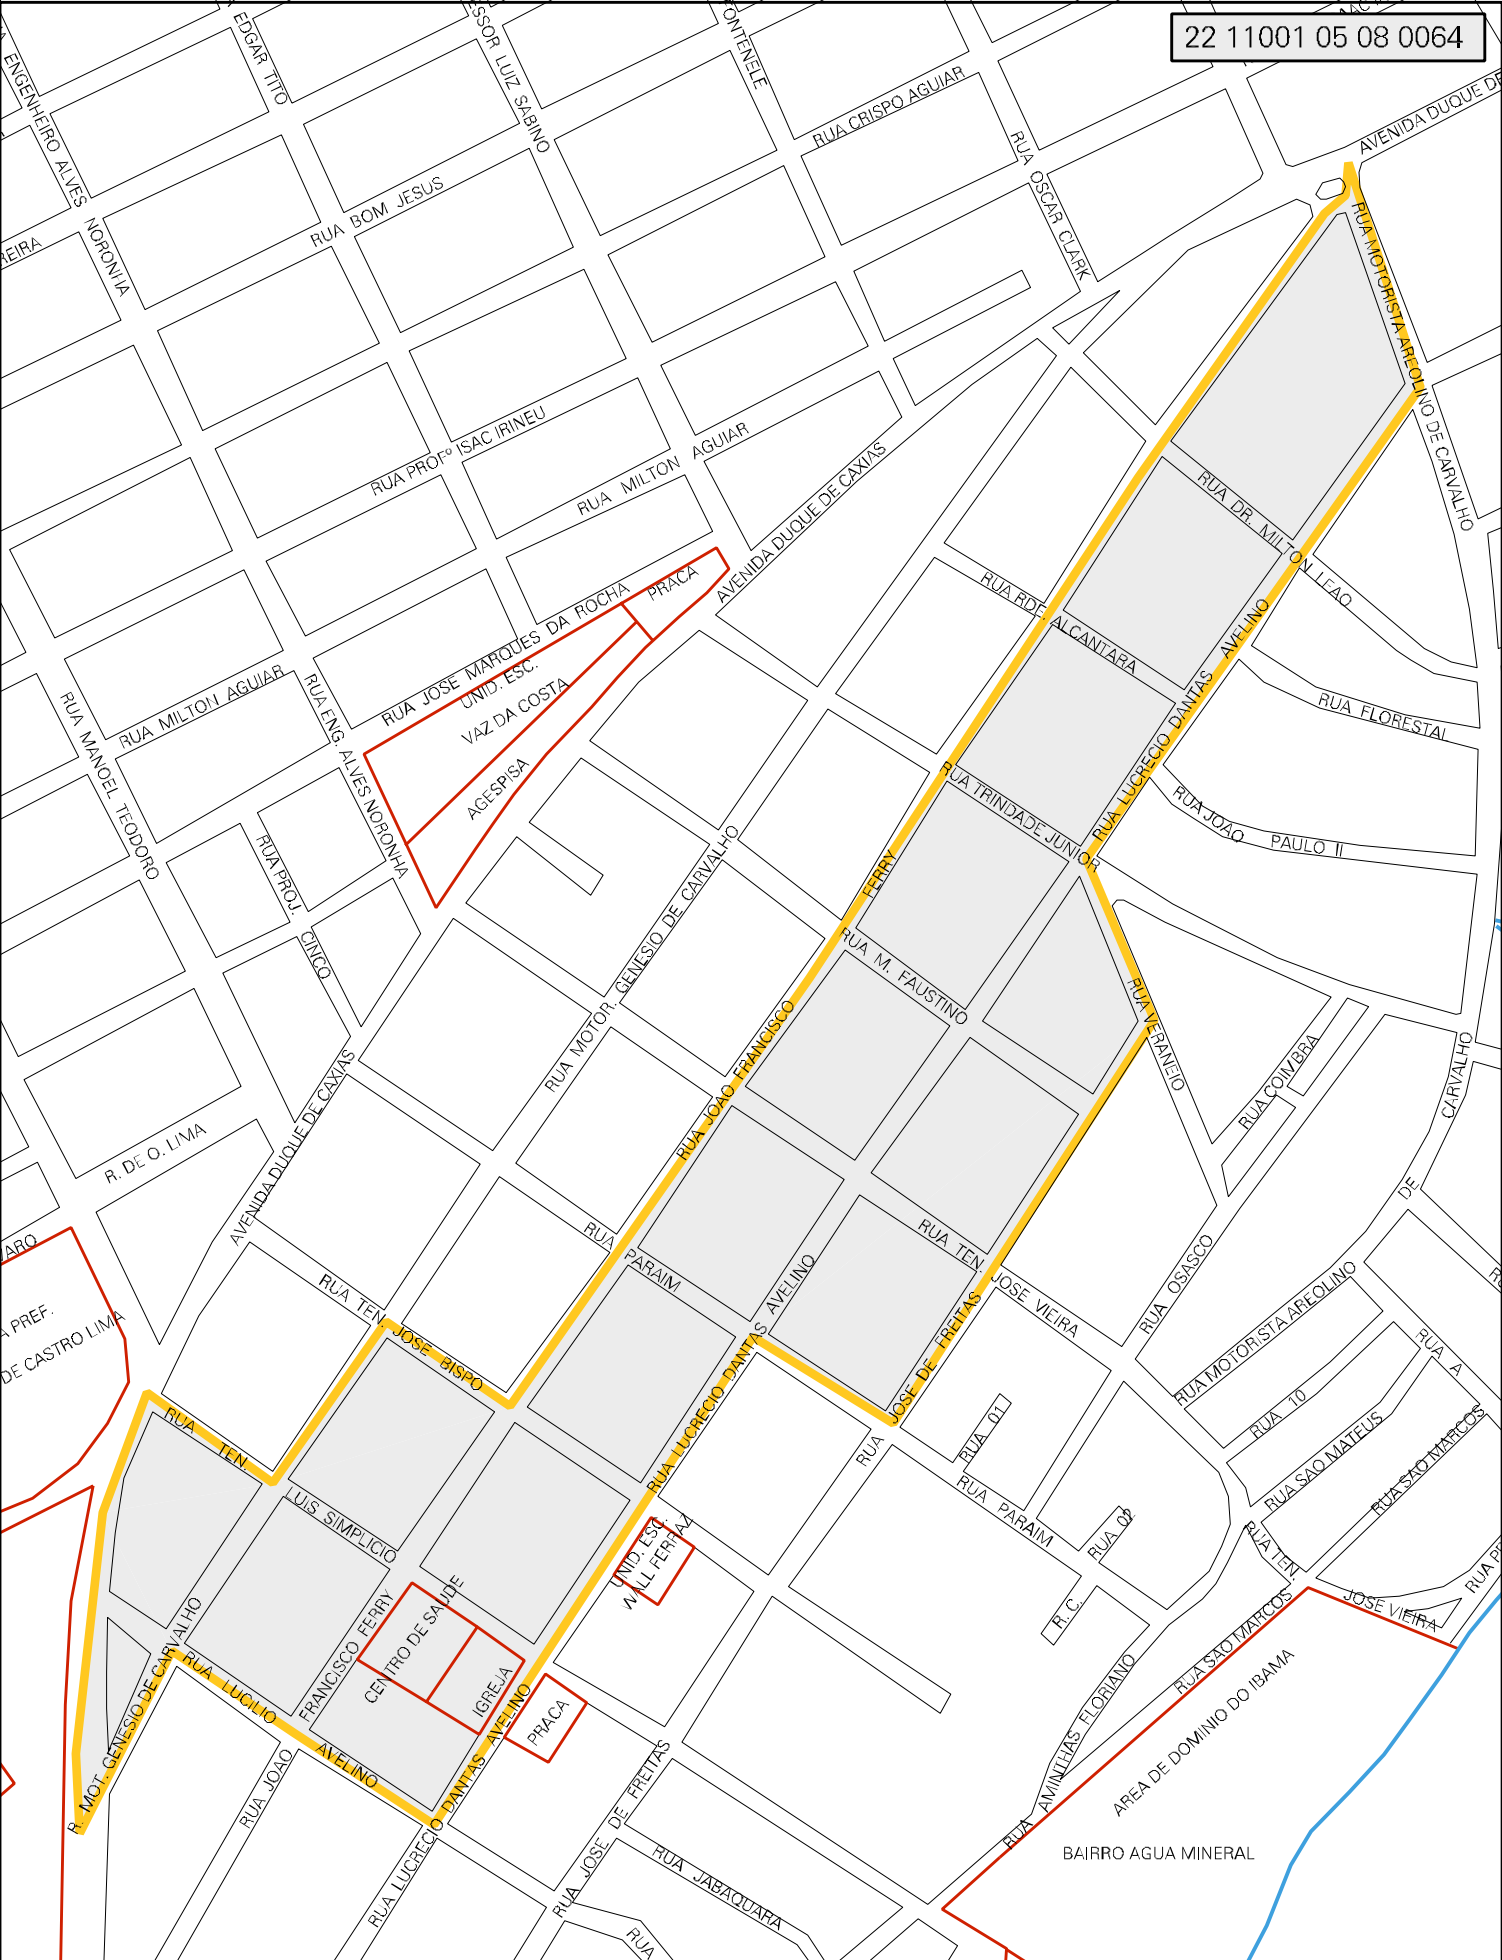 22 11001 05 08 0064
EDGAR TITO
ENGENHEIRO ALVES NORONHA
LUIZ SABINO
RUA CRISPO AGUIAR
AVENIDA DUQUE DE
RUA OSCAR CLARK
RUA BOM JESUS
RUA MOTORISTA AREOLINO DE CARVALHO
RUA PROFº ISAC IRINEU
RUA MILTON AGUIAR
AVENIDA DUQUE DE CAXIAS
RUA DR. MILTON LEAO
RUA JOSE MARQUES DA ROCHA
PRACA
UNID. ESC.
VAZ DA COSTA
AGESPISA
RUA RDE. ALCANTARA
RUA MILTON AGUIAR
RUA ENG. ALVES NORONHA
RUA MANOEL TEODORO
RUA LUCRECIO DANTAS AVELINO
RUA FLORESTAL
RUA TRINDADE JUNIOR
RUA JOAO PAULO II
RUA PROJ. CINCO
RUA MOTOR. GENESIO DE CARVALHO
RUA JOAO FRANCISCO FERRY
RUA M. FAUSTINO
RUA VERANEIO
RUA COIMBRA
CARVALHO
DE
AVENIDA DUQUE DE CAXIAS
R. DE O. LIMA
RUA PARAIM
RUA TEN. JOSE VIEIRA
RUA OSASCO
RUA MOTORISTA AREOLINO
A PREF.
DE CASTRO LIMA
RUA TEN. JOSE BISPO
AVELINO
RUA LUCRECIO DANTAS
RUA JOSE DE FREITAS
RUA A
RUA 10
RUA SAO MATEUS
RUA SAO MARCOS
RUA 01
RUA TEN.
LUIS SIMPLICIO
RUA PARAIM
RUA 02
RUA TEN.
JOSE VIEIRA
UNID. ESC.
WALL FERRAZ
R. C.
CENTRO DE SAUDE
IGREJA
FRANCISCO FERRY
RUA JOAO
R. MOT. GENESIO DE CARVALHO
RUA LUCILIO AVELINO
PRACA
RUA SAO MARCOS
AREA DE DOMINIO DO IBAMA
RUA AMINTHAS FLORIANO
BAIRRO AGUA MINERAL
RUA LUCRECIO DANTAS AVELINO
RUA JOSE DE FREITAS
RUA JABAQUARA
RUA